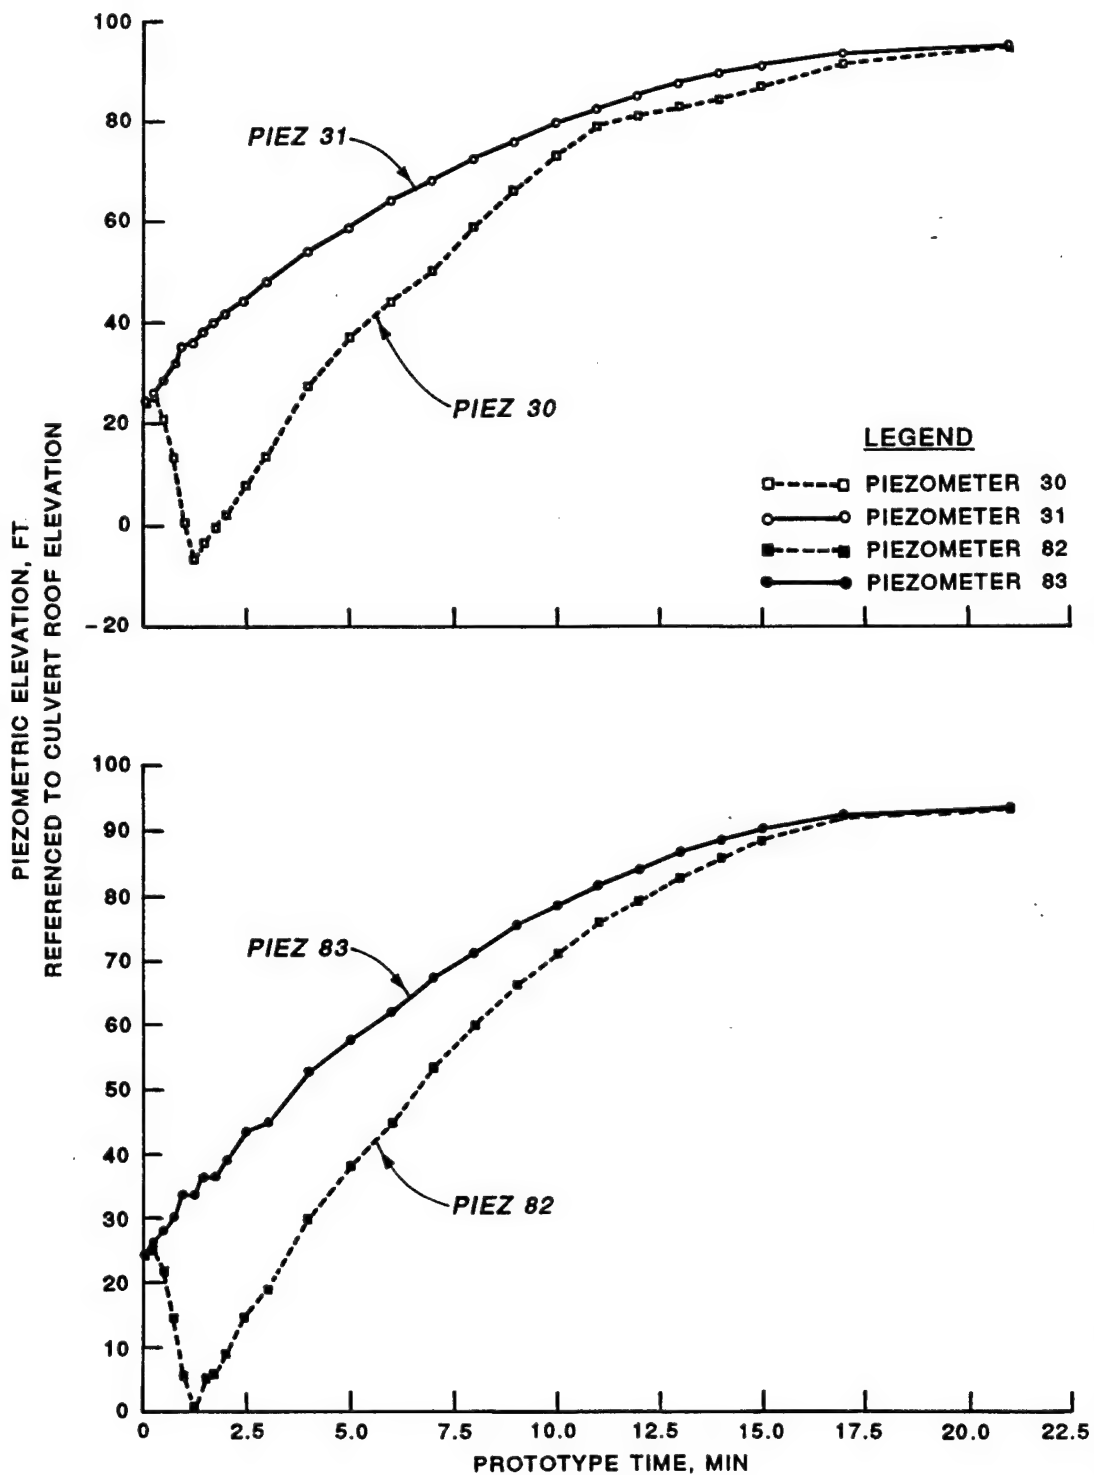 PIEZOMETRIC ELEVATION, FT
REFERENCED TO CULVERT ROOF ELEVATION
100
80
60
40
20
0
-20
PIEZ 31
PIEZ 30
LEGEND
PIEZOMETER 30
PIEZOMETER 31
PIEZOMETER 82
PIEZOMETER 83
100
90
80
70
60
50
40
30
20
10
0
PIEZ 83
PIEZ 82
0 2.5 5.0 7.5 10.0 12.5 15.0 17.5 20.0 22.5
PROTOTYPE TIME, MIN